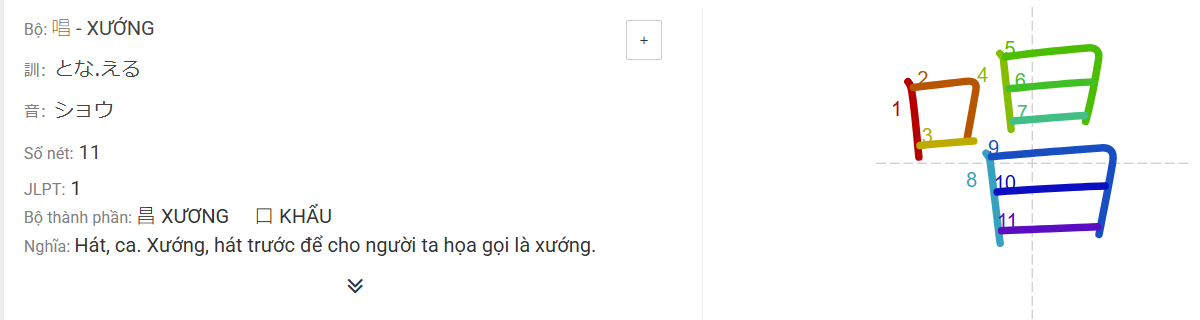 Bộ: 唱 - XƯỚNG
+
訓: とな.える
音: ショウ
Số nét: 11
JLPT: 1
Bộ thành phần: 昌 XƯƠNG 口 KHẨU
Nghĩa: Hát, ca. Xướng, hát trước để cho người ta họa gọi là xướng.
唱
1
2
3
4
5
6
7
8
9
10
11